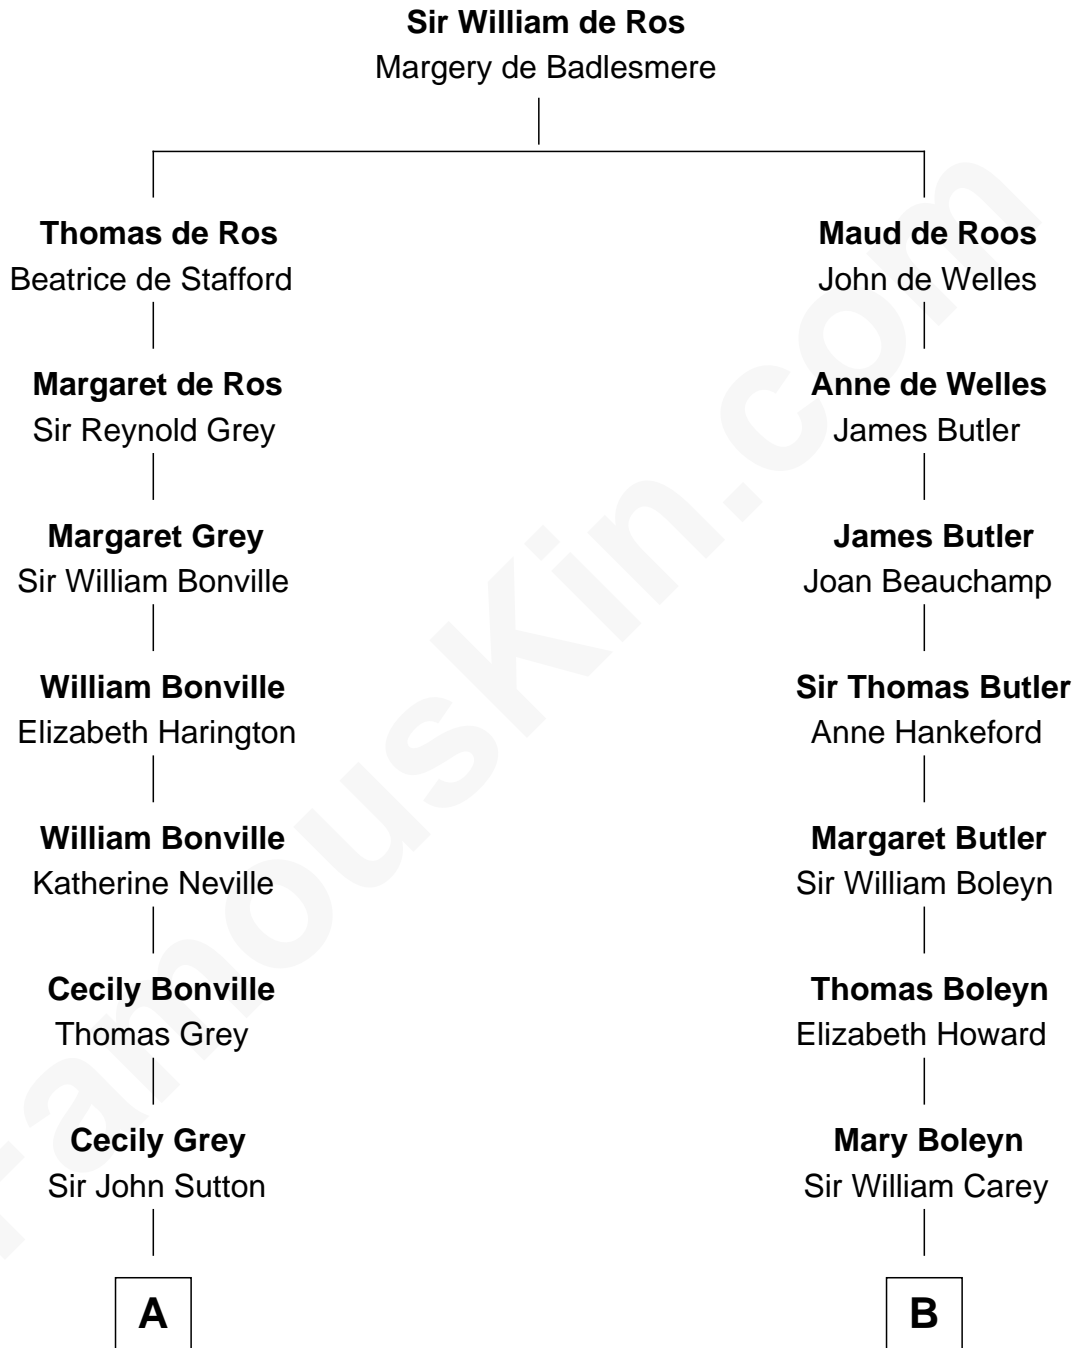 Sir William de Ros
Margery de Badlesmere
Thomas de Ros
Beatrice de Stafford
Margaret de Ros
Sir Reynold Grey
Margaret Grey
Sir William Bonville
William Bonville
Elizabeth Harington
William Bonville
Katherine Neville
Cecily Bonville
Thomas Grey
Cecily Grey
Sir John Sutton
A
Maud de Roos
John de Welles
Anne de Welles
James Butler
James Butler
Joan Beauchamp
Sir Thomas Butler
Anne Hankeford
Margaret Butler
Sir William Boleyn
Thomas Boleyn
Elizabeth Howard
Mary Boleyn
Sir William Carey
B
FamousKin.com